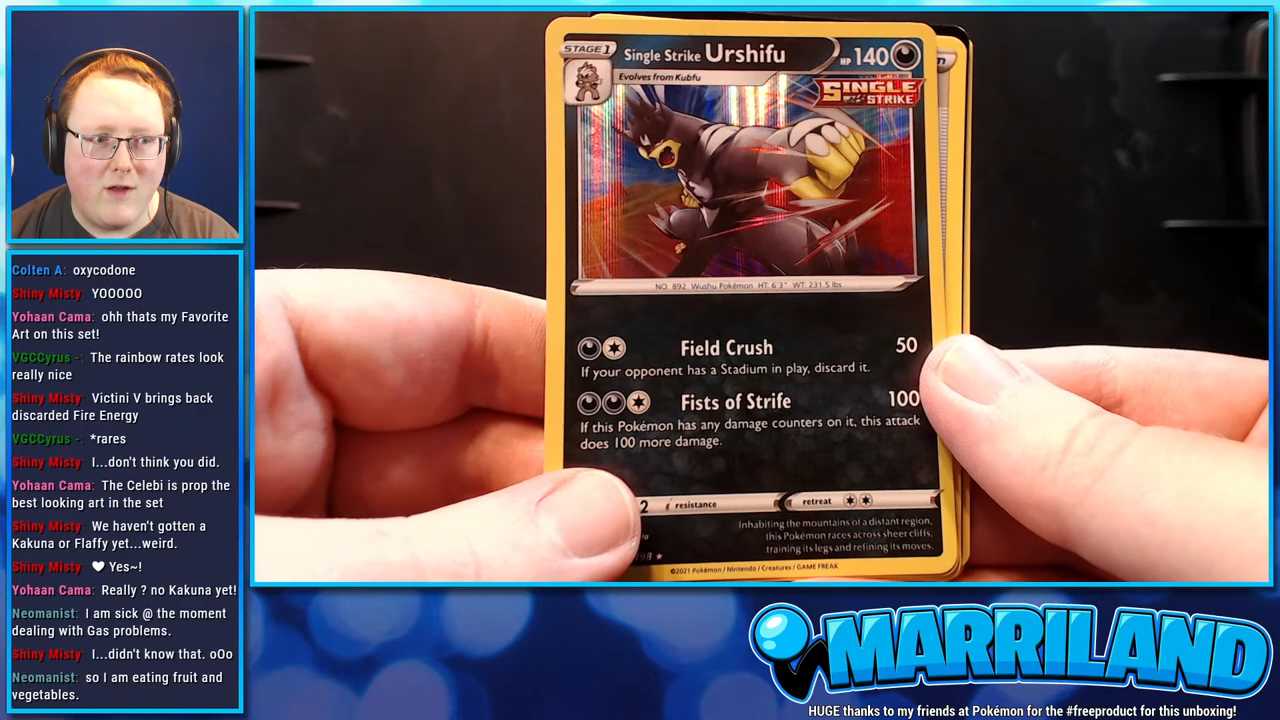 Colten A: oxycodone
Shiny Misty: YOOOOO
Yohaan Cama: ohh thats my Favorite
Art on this set!
VGCCyrus -: The rainbow rates look
really nice
Shiny Misty: Victini V brings back
discarded Fire Energy
VGCCyrus -: *rares
Shiny Misty: I...don't think you did.
Yohaan Cama: The Celebi is prop the
best looking art in the set
Shiny Misty: We haven't gotten a
Kakuna or Flaffy yet...weird.
Shiny Misty: ♥ Yes~!
Yohaan Cama: Really ? no Kakuna yet!
Neomanist: I am sick @ the moment
dealing with Gas problems.
Shiny Misty: I...didn't know that. oOo
Neomanist: so I am eating fruit and
vegetables.
STAGE 1
Single Strike Urshifu
HP 140
Evolves from Kubfu
SINGLE
STRIKE
NO. 892 Wushu Pokémon HT: 6'3" WT: 231.5 lbs
Field Crush 50
If your opponent has a Stadium in play, discard it.
Fists of Strife 100
If this Pokémon has any damage counters on it, this attack
does 100 more damage.
2 resistance retreat
Inhabiting the mountains of a distant region,
this Pokémon races across sheer cliffs,
training its legs and refining its moves.
©2021 Pokémon / Nintendo / Creatures / GAME FREAK
MARRILAND
HUGE thanks to my friends at Pokémon for the #freeproduct for this unboxing!